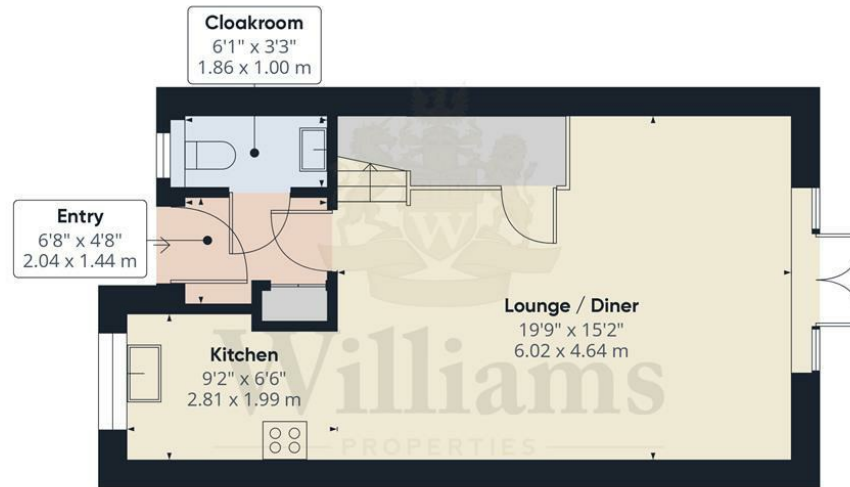 Cloakroom
6'1" x 3'3"
1.86 x 1.00 m
Entry
6'8" x 4'8"
2.04 x 1.44 m
Lounge / Diner
19'9" x 15'2"
6.02 x 4.64 m
Kitchen
9'2" x 6'6"
2.81 x 1.99 m
W
Williams
PROPERTIES